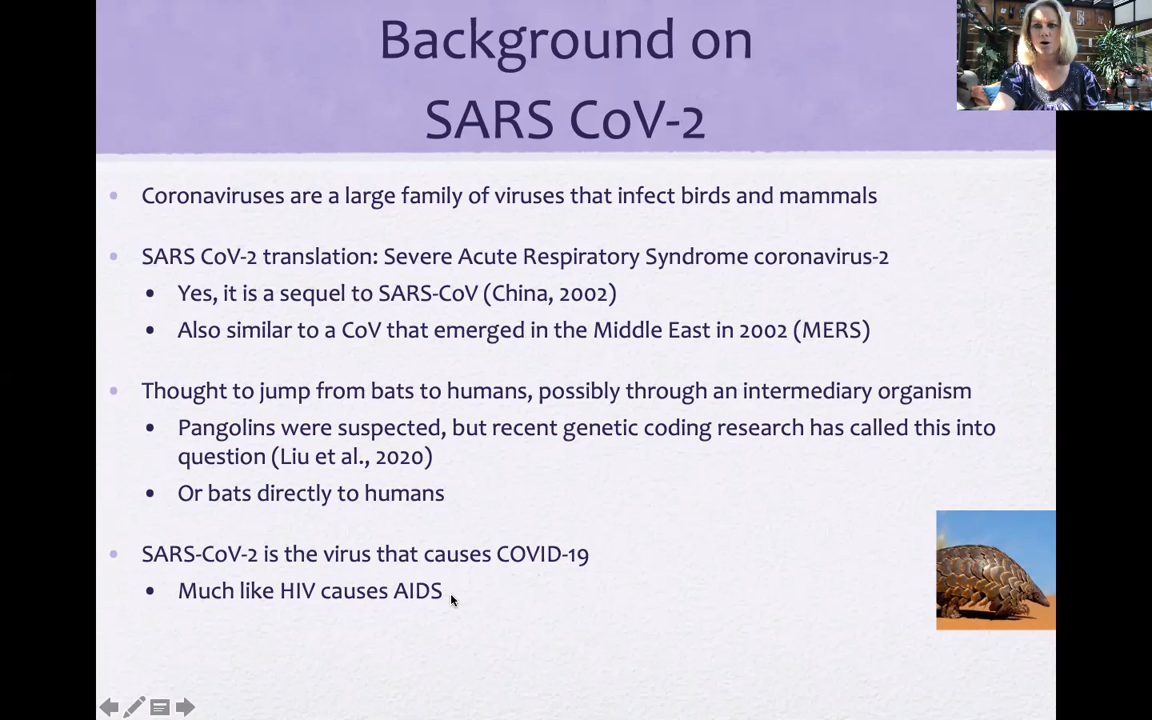 Background on
SARS CoV-2
• Coronaviruses are a large family of viruses that infect birds and mammals
• SARS CoV-2 translation: Severe Acute Respiratory Syndrome coronavirus-2
• Yes, it is a sequel to SARS-CoV (China, 2002)
• Also similar to a CoV that emerged in the Middle East in 2002 (MERS)
• Thought to jump from bats to humans, possibly through an intermediary organism
• Pangolins were suspected, but recent genetic coding research has called this into
question (Liu et al., 2020)
• Or bats directly to humans
• SARS-CoV-2 is the virus that causes COVID-19
• Much like HIV causes AIDS